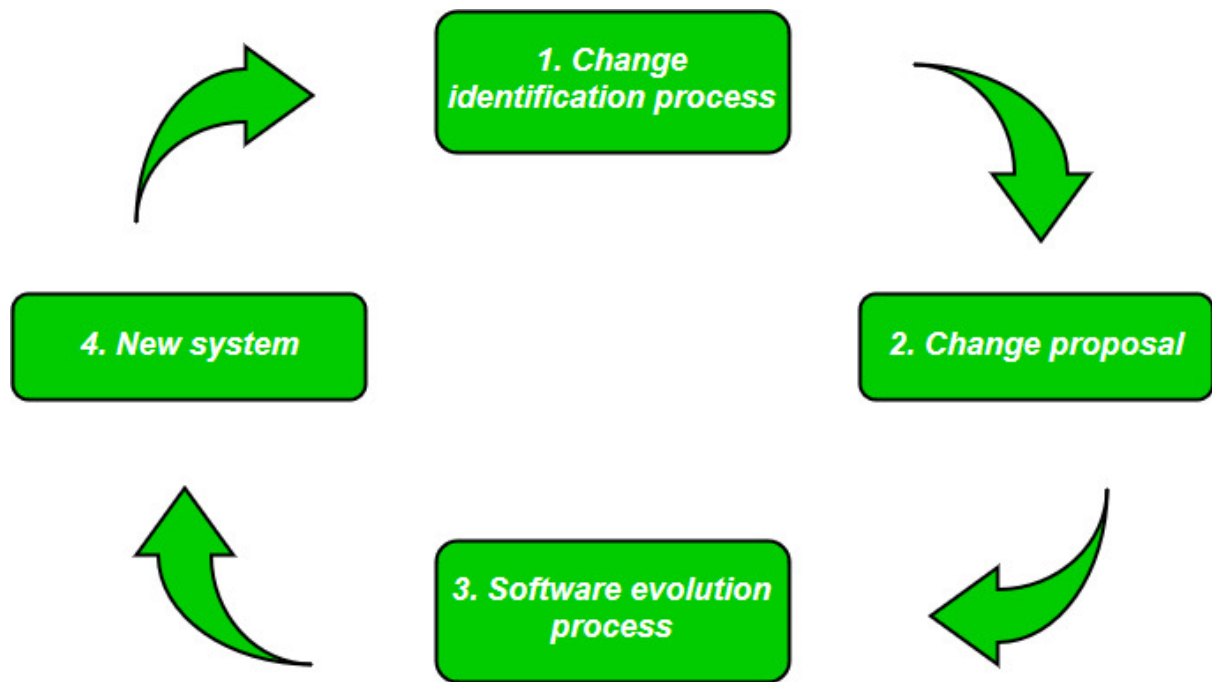 1. Change
identification process
2. Change proposal
3. Software evolution
process
4. New system